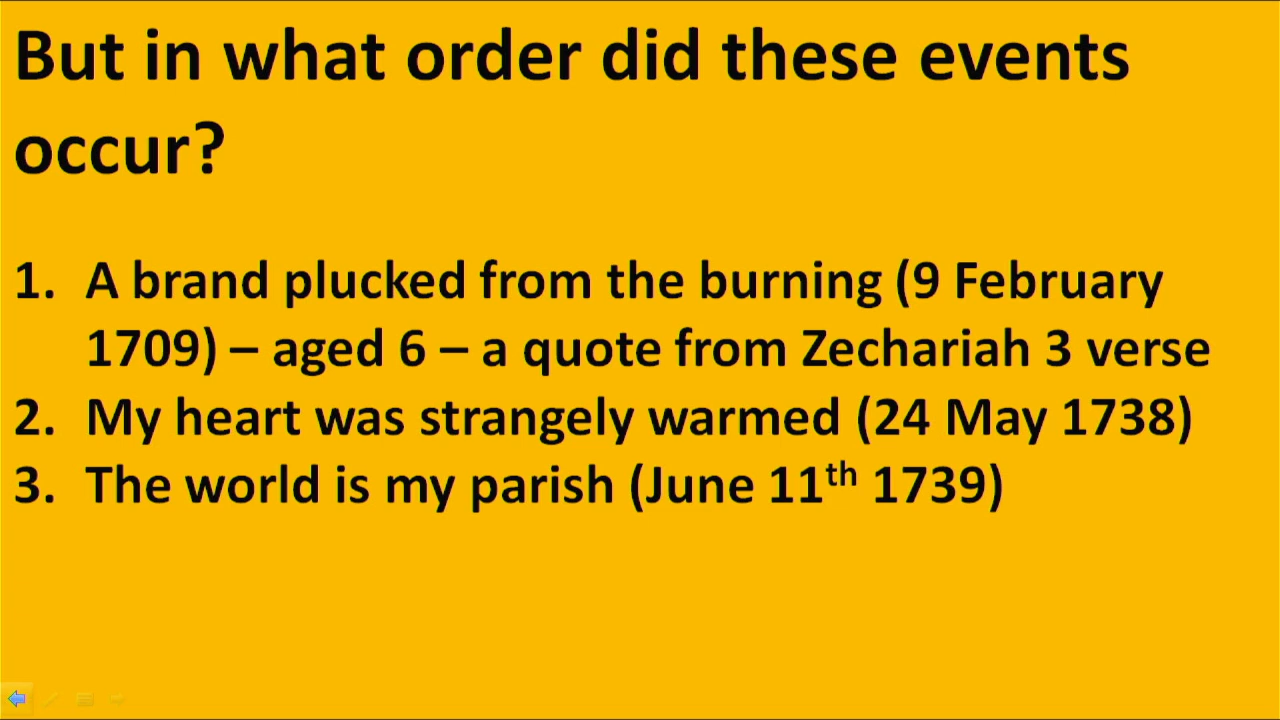 But in what order did these events
occur?
1. A brand plucked from the burning (9 February
1709) – aged 6 – a quote from Zechariah 3 verse
2. My heart was strangely warmed (24 May 1738)
3. The world is my parish (June 11th 1739)